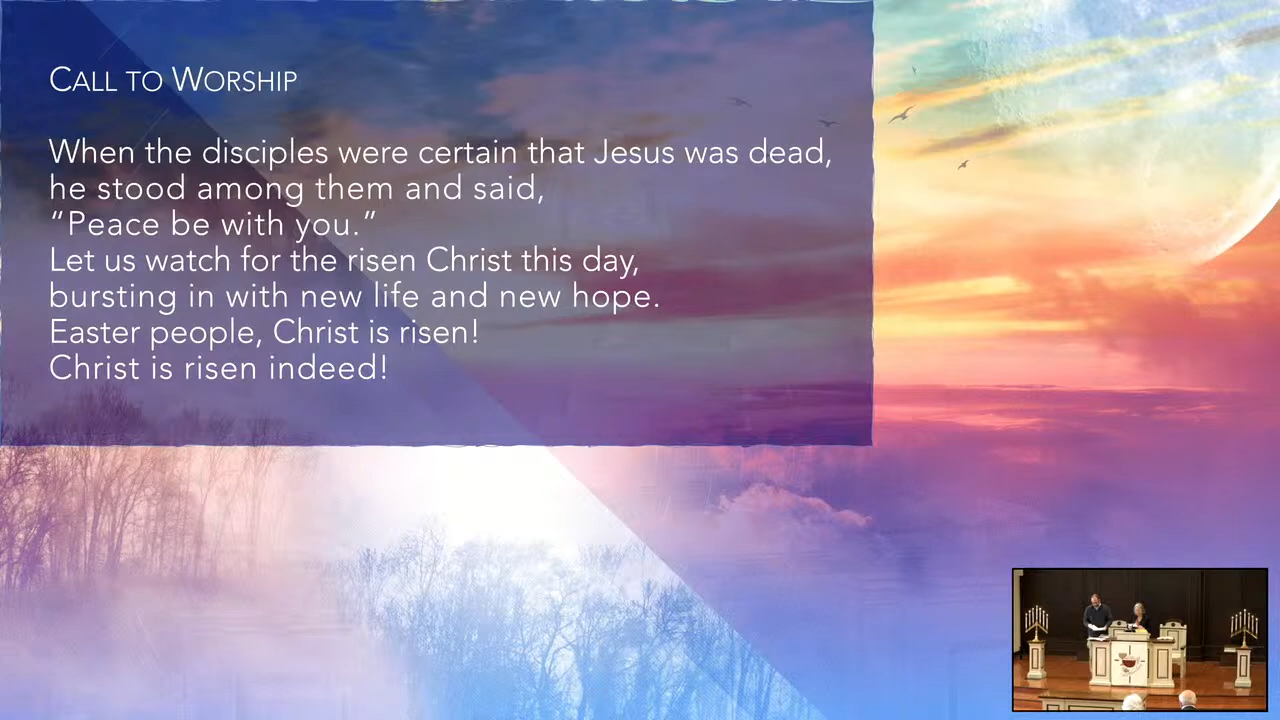 Call to Worship
When the disciples were certain that Jesus was dead,
he stood among them and said,
“Peace be with you.”
Let us watch for the risen Christ this day,
bursting in with new life and new hope.
Easter people, Christ is risen!
Christ is risen indeed!